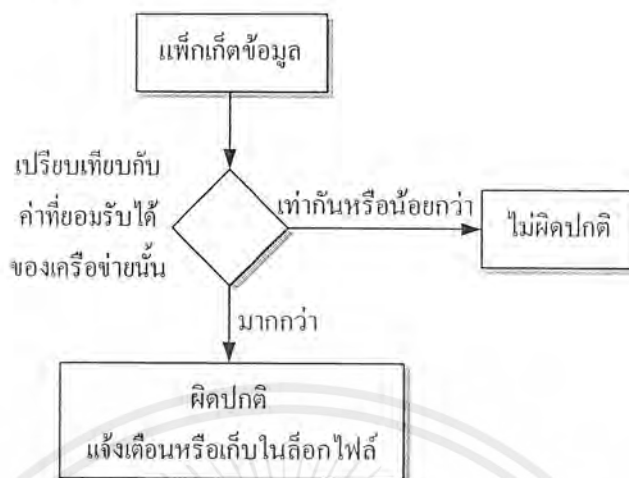 แพ็กเก็ตข้อมูล
เปรียบเทียบกับ
ค่าที่ยอมรับได้
ของเครือข่ายนั้น
เท่ากันหรือน้อยกว่า
ไม่ผิดปกติ
มากกว่า
ผิดปกติ
แจ้งเตือนหรือเก็บในล็อกไฟล์